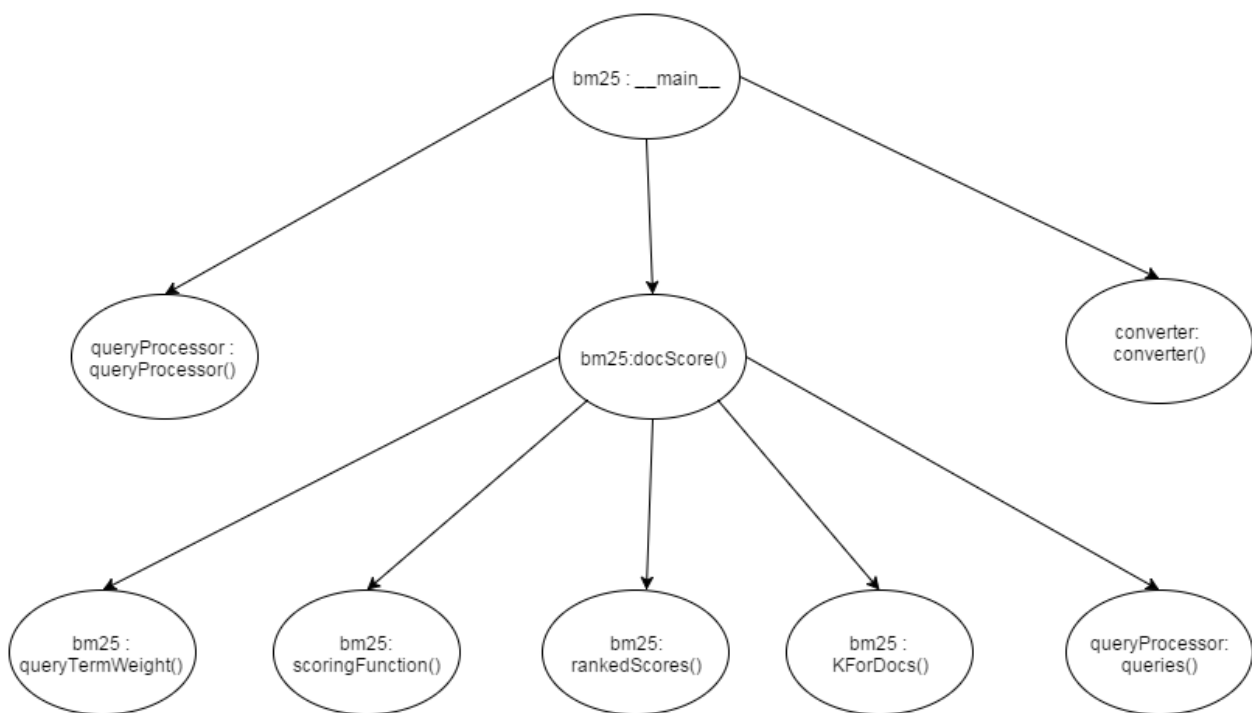 bm25 : __main__
queryProcessor :
queryProcessor()
bm25:docScore()
converter:
converter()
bm25 :
queryTermWeight()
bm25:
scoringFunction()
bm25:
rankedScores()
bm25 :
KForDocs()
queryProcessor:
queries()